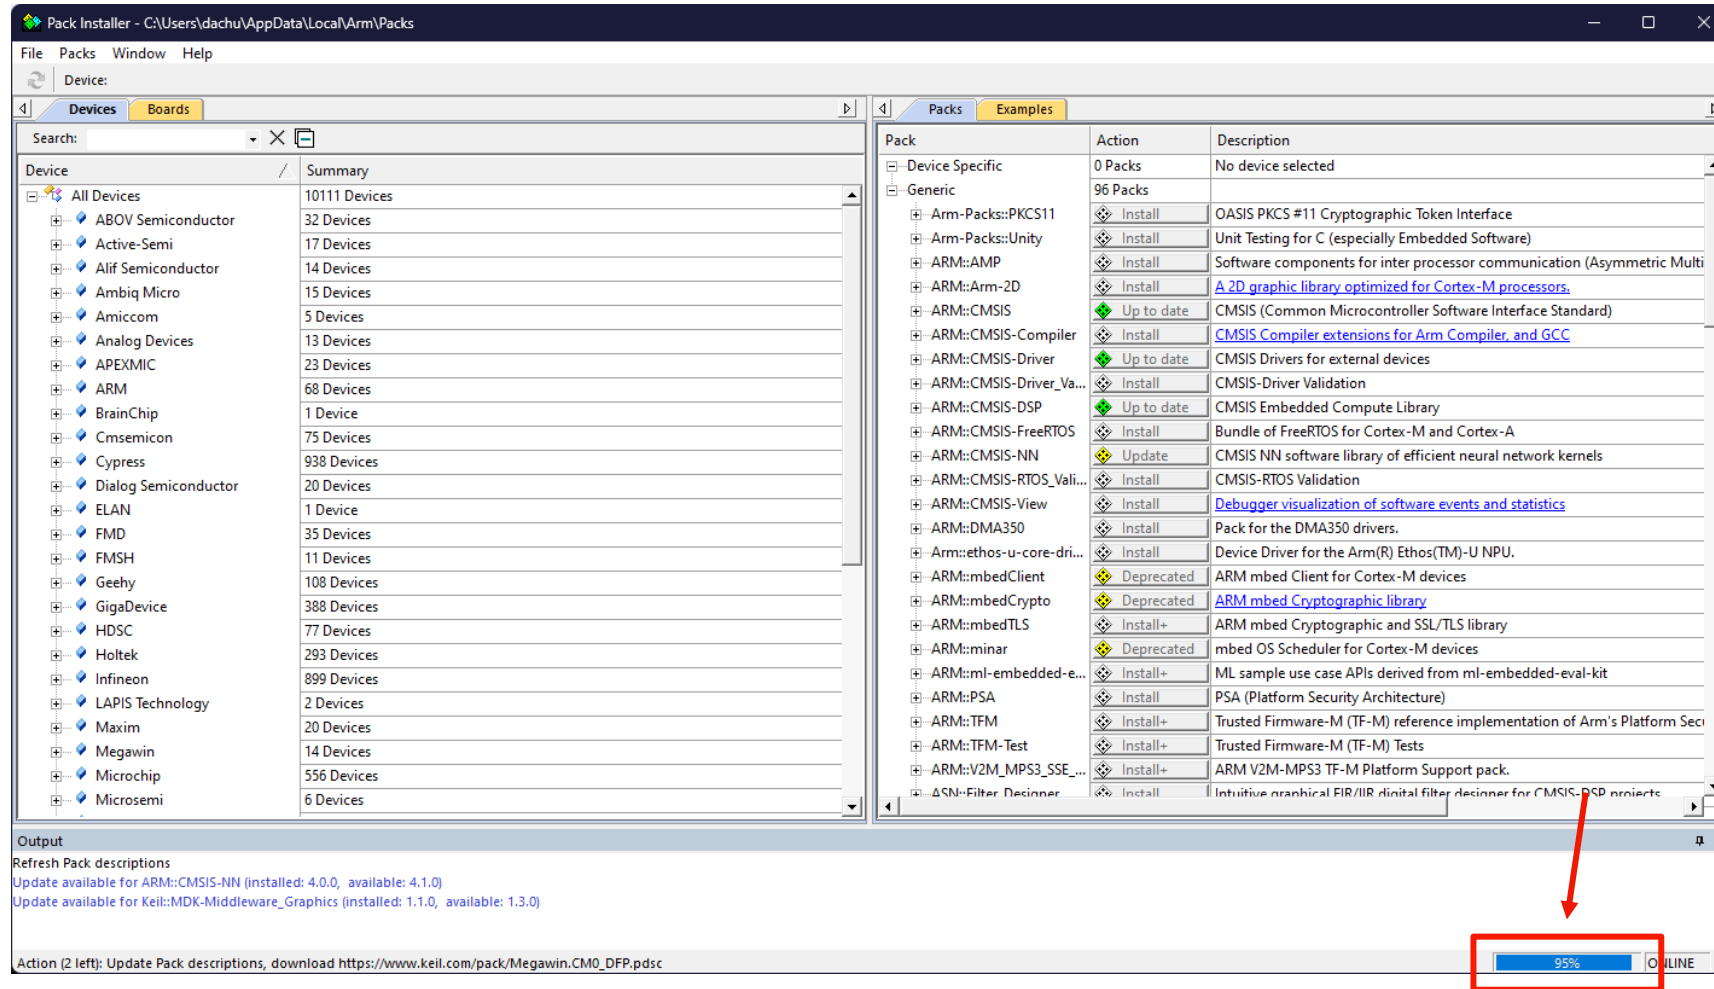 Pack Installer - C:\Users\dachu\AppData\Local\Arm\Packs
File Packs Window Help
Device:
Devices Boards
Search:
Device Summary
All Devices 10111 Devices
ABOV Semiconductor 32 Devices
Active-Semi 17 Devices
Alif Semiconductor 14 Devices
Ambiq Micro 15 Devices
Amiccom 5 Devices
Analog Devices 13 Devices
APEXMIC 23 Devices
ARM 68 Devices
BrainChip 1 Device
Cmsemicon 75 Devices
Cypress 938 Devices
Dialog Semiconductor 20 Devices
ELAN 1 Device
FMD 35 Devices
FMSH 11 Devices
Geehy 108 Devices
GigaDevice 388 Devices
HDSC 77 Devices
Holtek 293 Devices
Infineon 899 Devices
LAPIS Technology 2 Devices
Maxim 20 Devices
Megawin 14 Devices
Microchip 556 Devices
Microsemi 6 Devices
Packs Examples
Pack Action Description
Device Specific 0 Packs No device selected
Generic 96 Packs
Arm-Packs::PKCS11 Install OASIS PKCS #11 Cryptographic Token Interface
Arm-Packs::Unity Install Unit Testing for C (especially Embedded Software)
ARM::AMP Install Software components for inter processor communication (Asymmetric Multi
ARM::Arm-2D Install A 2D graphic library optimized for Cortex-M processors.
ARM::CMSIS Up to date CMSIS (Common Microcontroller Software Interface Standard)
ARM::CMSIS-Compiler Install CMSIS Compiler extensions for Arm Compiler, and GCC
ARM::CMSIS-Driver Up to date CMSIS Drivers for external devices
ARM::CMSIS-Driver_Va... Install CMSIS-Driver Validation
ARM::CMSIS-DSP Up to date CMSIS Embedded Compute Library
ARM::CMSIS-FreeRTOS Install Bundle of FreeRTOS for Cortex-M and Cortex-A
ARM::CMSIS-NN Update CMSIS NN software library of efficient neural network kernels
ARM::CMSIS-RTOS_Vali... Install CMSIS-RTOS Validation
ARM::CMSIS-View Install Debugger visualization of software events and statistics
ARM::DMA350 Install Pack for the DMA350 drivers.
Arm::ethos-u-core-dri... Install Device Driver for the Arm(R) Ethos(TM)-U NPU.
ARM::mbedClient Deprecated ARM mbed Client for Cortex-M devices
ARM::mbedCrypto Deprecated ARM mbed Cryptographic library
ARM::mbedTLS Install+ ARM mbed Cryptographic and SSL/TLS library
ARM::minar Deprecated mbed OS Scheduler for Cortex-M devices
ARM::ml-embedded-e... Install+ ML sample use case APIs derived from ml-embedded-eval-kit
ARM::PSA Install PSA (Platform Security Architecture)
ARM::TFM Install+ Trusted Firmware-M (TF-M) reference implementation of Arm's Platform Secu
ARM::TFM-Test Install+ Trusted Firmware-M (TF-M) Tests
ARM::V2M_MPS3_SSE_... Install+ ARM V2M-MPS3 TF-M Platform Support pack.
ASN::Filter_Designer Install Intuitive graphical FIR/IIR digital filter designer for CMSIS-DSP projects
Output
Refresh Pack descriptions
Update available for ARM::CMSIS-NN (installed: 4.0.0, available: 4.1.0)
Update available for Keil::MDK-Middleware_Graphics (installed: 1.1.0, available: 1.3.0)
Action (2 left): Update Pack descriptions, download https://www.keil.com/pack/Megawin.CM0_DFP.pdsc 95% ONLINE